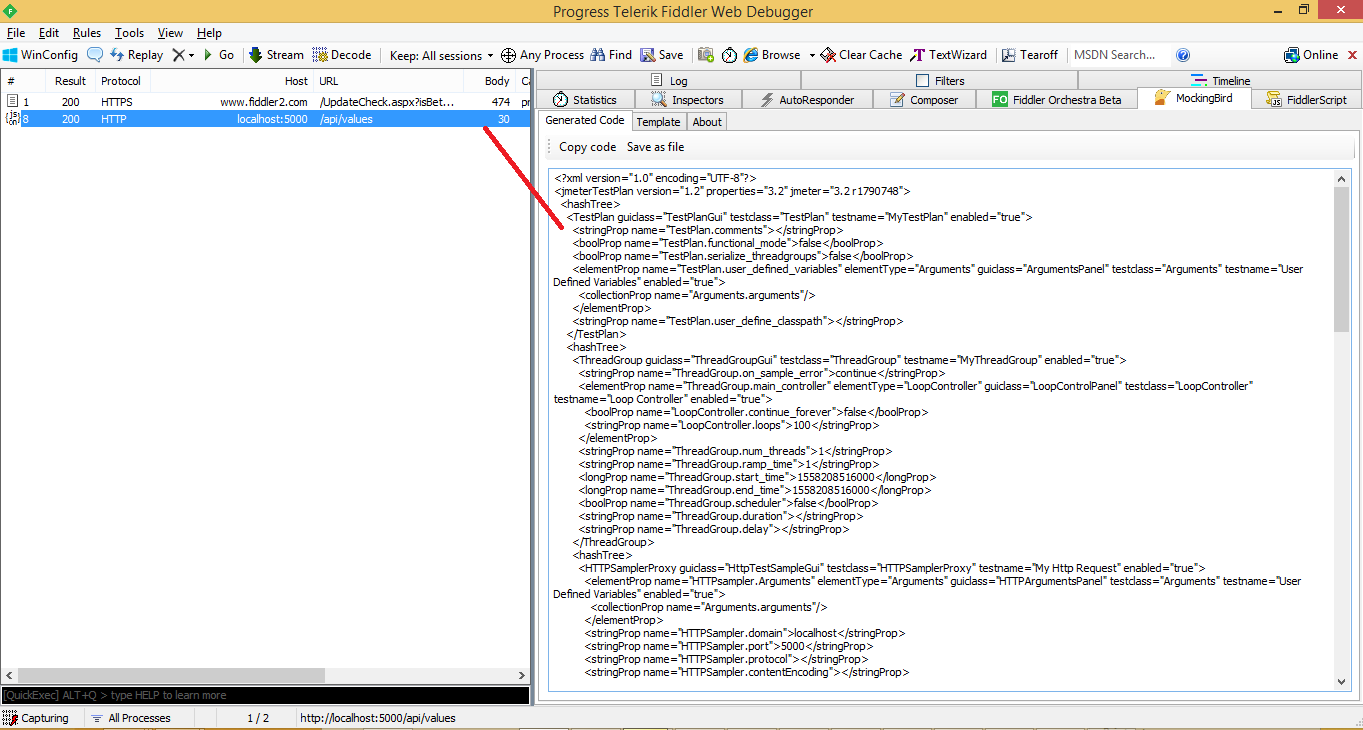 Progress Telerik Fiddler Web Debugger
File Edit Rules Tools View Help
WinConfig Replay Go Stream Decode Keep: All sessions Any Process Find Save Browse Clear Cache TextWizard Tearoff MSDN Search... Online
# Result Protocol Host URL Body Ca
1 200 HTTPS www.fiddler2.com /UpdateCheck.aspx?isBet... 474 pr
8 200 HTTP localhost:5000 /api/values 30
Log Filters Timeline
Statistics Inspectors AutoResponder Composer FO Fiddler Orchestra Beta MockingBird FiddlerScript
Generated Code Template About
Copy code Save as file
<?xml version="1.0" encoding="UTF-8"?>
<jmeterTestPlan version="1.2" properties="3.2" jmeter="3.2 r1790748">
<hashTree>
<TestPlan guiclass="TestPlanGui" testclass="TestPlan" testname="MyTestPlan" enabled="true">
<stringProp name="TestPlan.comments"></stringProp>
<boolProp name="TestPlan.functional_mode">false</boolProp>
<boolProp name="TestPlan.serialize_threadgroups">false</boolProp>
<elementProp name="TestPlan.user_defined_variables" elementType="Arguments" guiclass="ArgumentsPanel" testclass="Arguments" testname="User
Defined Variables" enabled="true">
<collectionProp name="Arguments.arguments"/>
</elementProp>
<stringProp name="TestPlan.user_define_classpath"></stringProp>
</TestPlan>
<hashTree>
<ThreadGroup guiclass="ThreadGroupGui" testclass="ThreadGroup" testname="MyThreadGroup" enabled="true">
<stringProp name="ThreadGroup.on_sample_error">continue</stringProp>
<elementProp name="ThreadGroup.main_controller" elementType="LoopController" guiclass="LoopControlPanel" testclass="LoopController"
testname="Loop Controller" enabled="true">
<boolProp name="LoopController.continue_forever">false</boolProp>
<stringProp name="LoopController.loops">100</stringProp>
</elementProp>
<stringProp name="ThreadGroup.num_threads">1</stringProp>
<stringProp name="ThreadGroup.ramp_time">1</stringProp>
<longProp name="ThreadGroup.start_time">1558208516000</longProp>
<longProp name="ThreadGroup.end_time">1558208516000</longProp>
<boolProp name="ThreadGroup.scheduler">false</boolProp>
<stringProp name="ThreadGroup.duration"></stringProp>
<stringProp name="ThreadGroup.delay"></stringProp>
</ThreadGroup>
<hashTree>
<HTTPSamplerProxy guiclass="HttpTestSampleGui" testclass="HTTPSamplerProxy" testname="My Http Request" enabled="true">
<elementProp name="HTTPsampler.Arguments" elementType="Arguments" guiclass="HTTPArgumentsPanel" testclass="Arguments" testname="User
Defined Variables" enabled="true">
<collectionProp name="Arguments.arguments"/>
</elementProp>
<stringProp name="HTTPSampler.domain">localhost</stringProp>
<stringProp name="HTTPSampler.port">5000</stringProp>
<stringProp name="HTTPSampler.protocol"></stringProp>
<stringProp name="HTTPSampler.contentEncoding"></stringProp>
[QuickExec] ALT+Q > type HELP to learn more
Capturing All Processes 1 / 2 http://localhost:5000/api/values